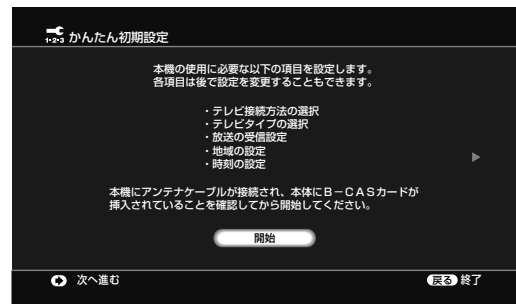 1・2・3 かんたん初期設定
本機の使用に必要な以下の項目を設定します。
各項目は後で設定を変更することもできます。
・テレビ接続方法の選択
・テレビタイプの選択
・放送の受信設定
・地域の設定
・時刻の設定
本機にアンテナケーブルが接続され、本体にB－CASカードが
挿入されていることを確認してから開始してください。
開始
次へ進む 戻る 終了